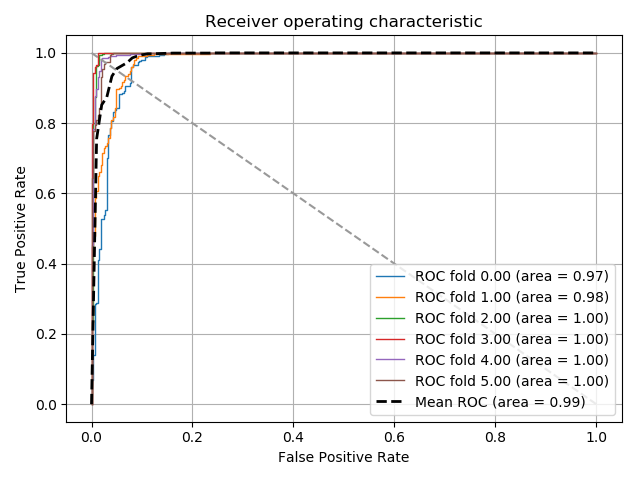 Receiver operating characteristic
True Positive Rate
1.0
0.8
0.6
0.4
0.2
0.0
ROC fold 0.00 (area = 0.97)
ROC fold 1.00 (area = 0.98)
ROC fold 2.00 (area = 1.00)
ROC fold 3.00 (area = 1.00)
ROC fold 4.00 (area = 1.00)
ROC fold 5.00 (area = 1.00)
Mean ROC (area = 0.99)
0.0 0.2 0.4 0.6 0.8 1.0
False Positive Rate